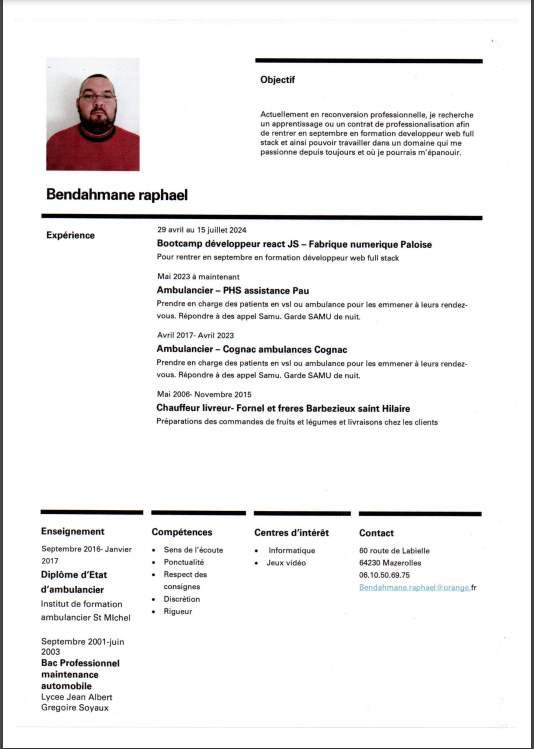 Objectif
Actuellement en reconversion professionnelle, je recherche
un apprentissage ou un contrat de professionalisation afin
de rentrer en septembre en formation developpeur web full
stack et ainsi pouvoir travailler dans un domaine qui me
passionne depuis toujours et où je pourrais m'épanouir.
Bendahmane raphael
Expérience
29 avril au 15 juillet 2024
Bootcamp développeur react JS – Fabrique numerique Paloise
Pour rentrer en septembre en formation développeur web full stack
Mai 2023 à maintenant
Ambulancier – PHS assistance Pau
Prendre en charge des patients en vsl ou ambulance pour les emmener à leurs rendez-
vous. Répondre à des appel Samu. Garde SAMU de nuit.
Avril 2017- Avril 2023
Ambulancier – Cognac ambulances Cognac
Prendre en charge des patients en vsl ou ambulance pour les emmener à leurs rendez-
vous. Répondre à des appel Samu. Garde SAMU de nuit.
Mai 2006- Novembre 2015
Chauffeur livreur- Fornel et freres Barbezieux saint Hilaire
Préparations des commandes de fruits et légumes et livraisons chez les clients
Enseignement
Septembre 2016- Janvier
2017
Diplôme d'Etat
d'ambulancier
Institut de formation
ambulancier St MIchel
Septembre 2001-juin
2003
Bac Professionnel
maintenance
automobile
Lycee Jean Albert
Gregoire Soyaux
Compétences
• Sens de l'écoute
• Ponctualité
• Respect des
consignes
• Discrétion
• Rigueur
Centres d'intérêt
• Informatique
• Jeux vidéo
Contact
60 route de Labielle
64230 Mazerolles
06.10.50.69.75
Bendahmane.raphael@orange.fr